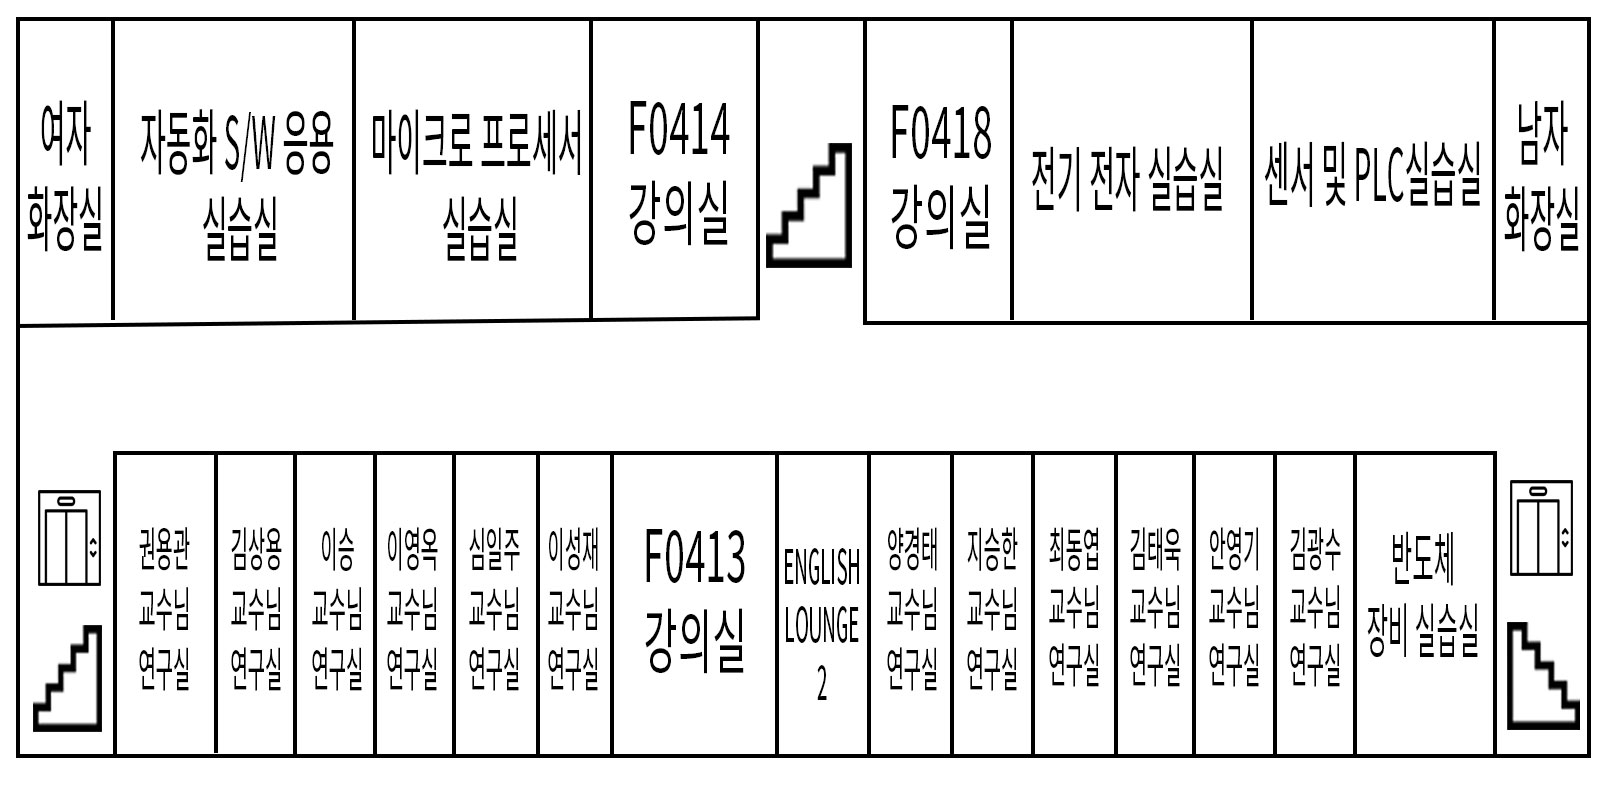 여자
화장실
자동화 S/W 응용
실습실
마이크로 프로세서
실습실
F0414
강의실
F0418
강의실
전기 전자 실습실
센서 및 PLC실습실
남자
화장실
권용관
교수님
연구실
김상용
교수님
연구실
이승
교수님
연구실
이영옥
교수님
연구실
심일주
교수님
연구실
이성재
교수님
연구실
F0413
강의실
ENGLISH
LOUNGE
2
양경태
교수님
연구실
지승한
교수님
연구실
최동엽
교수님
연구실
김태욱
교수님
연구실
안영기
교수님
연구실
김광수
교수님
연구실
반도체
장비 실습실